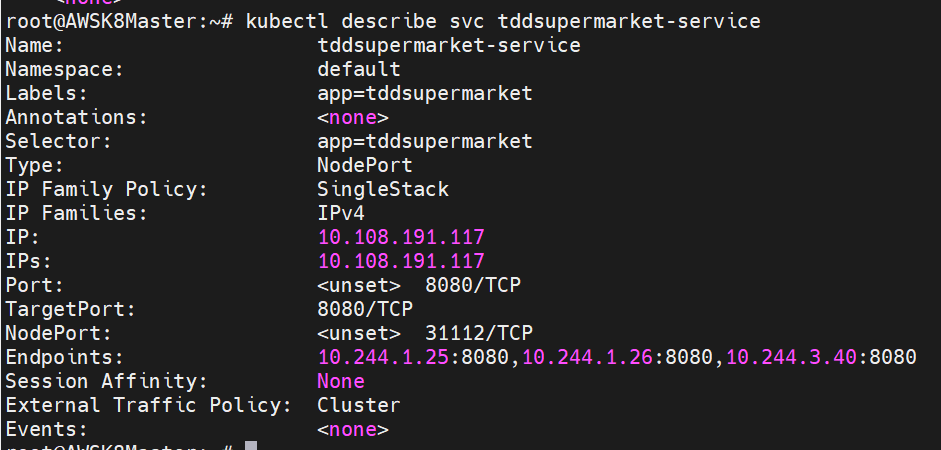 <none>
root@AWSK8Master:~# kubectl describe svc tddsupermarket-service
Name:                     tddsupermarket-service
Namespace:                default
Labels:                   app=tddsupermarket
Annotations:              <none>
Selector:                 app=tddsupermarket
Type:                     NodePort
IP Family Policy:         SingleStack
IP Families:              IPv4
IP:                       10.108.191.117
IPs:                      10.108.191.117
Port:                     <unset>  8080/TCP
TargetPort:               8080/TCP
NodePort:                 <unset>  31112/TCP
Endpoints:                10.244.1.25:8080,10.244.1.26:8080,10.244.3.40:8080
Session Affinity:         None
External Traffic Policy:  Cluster
Events:                   <none>
root@AWSK8Master:~#